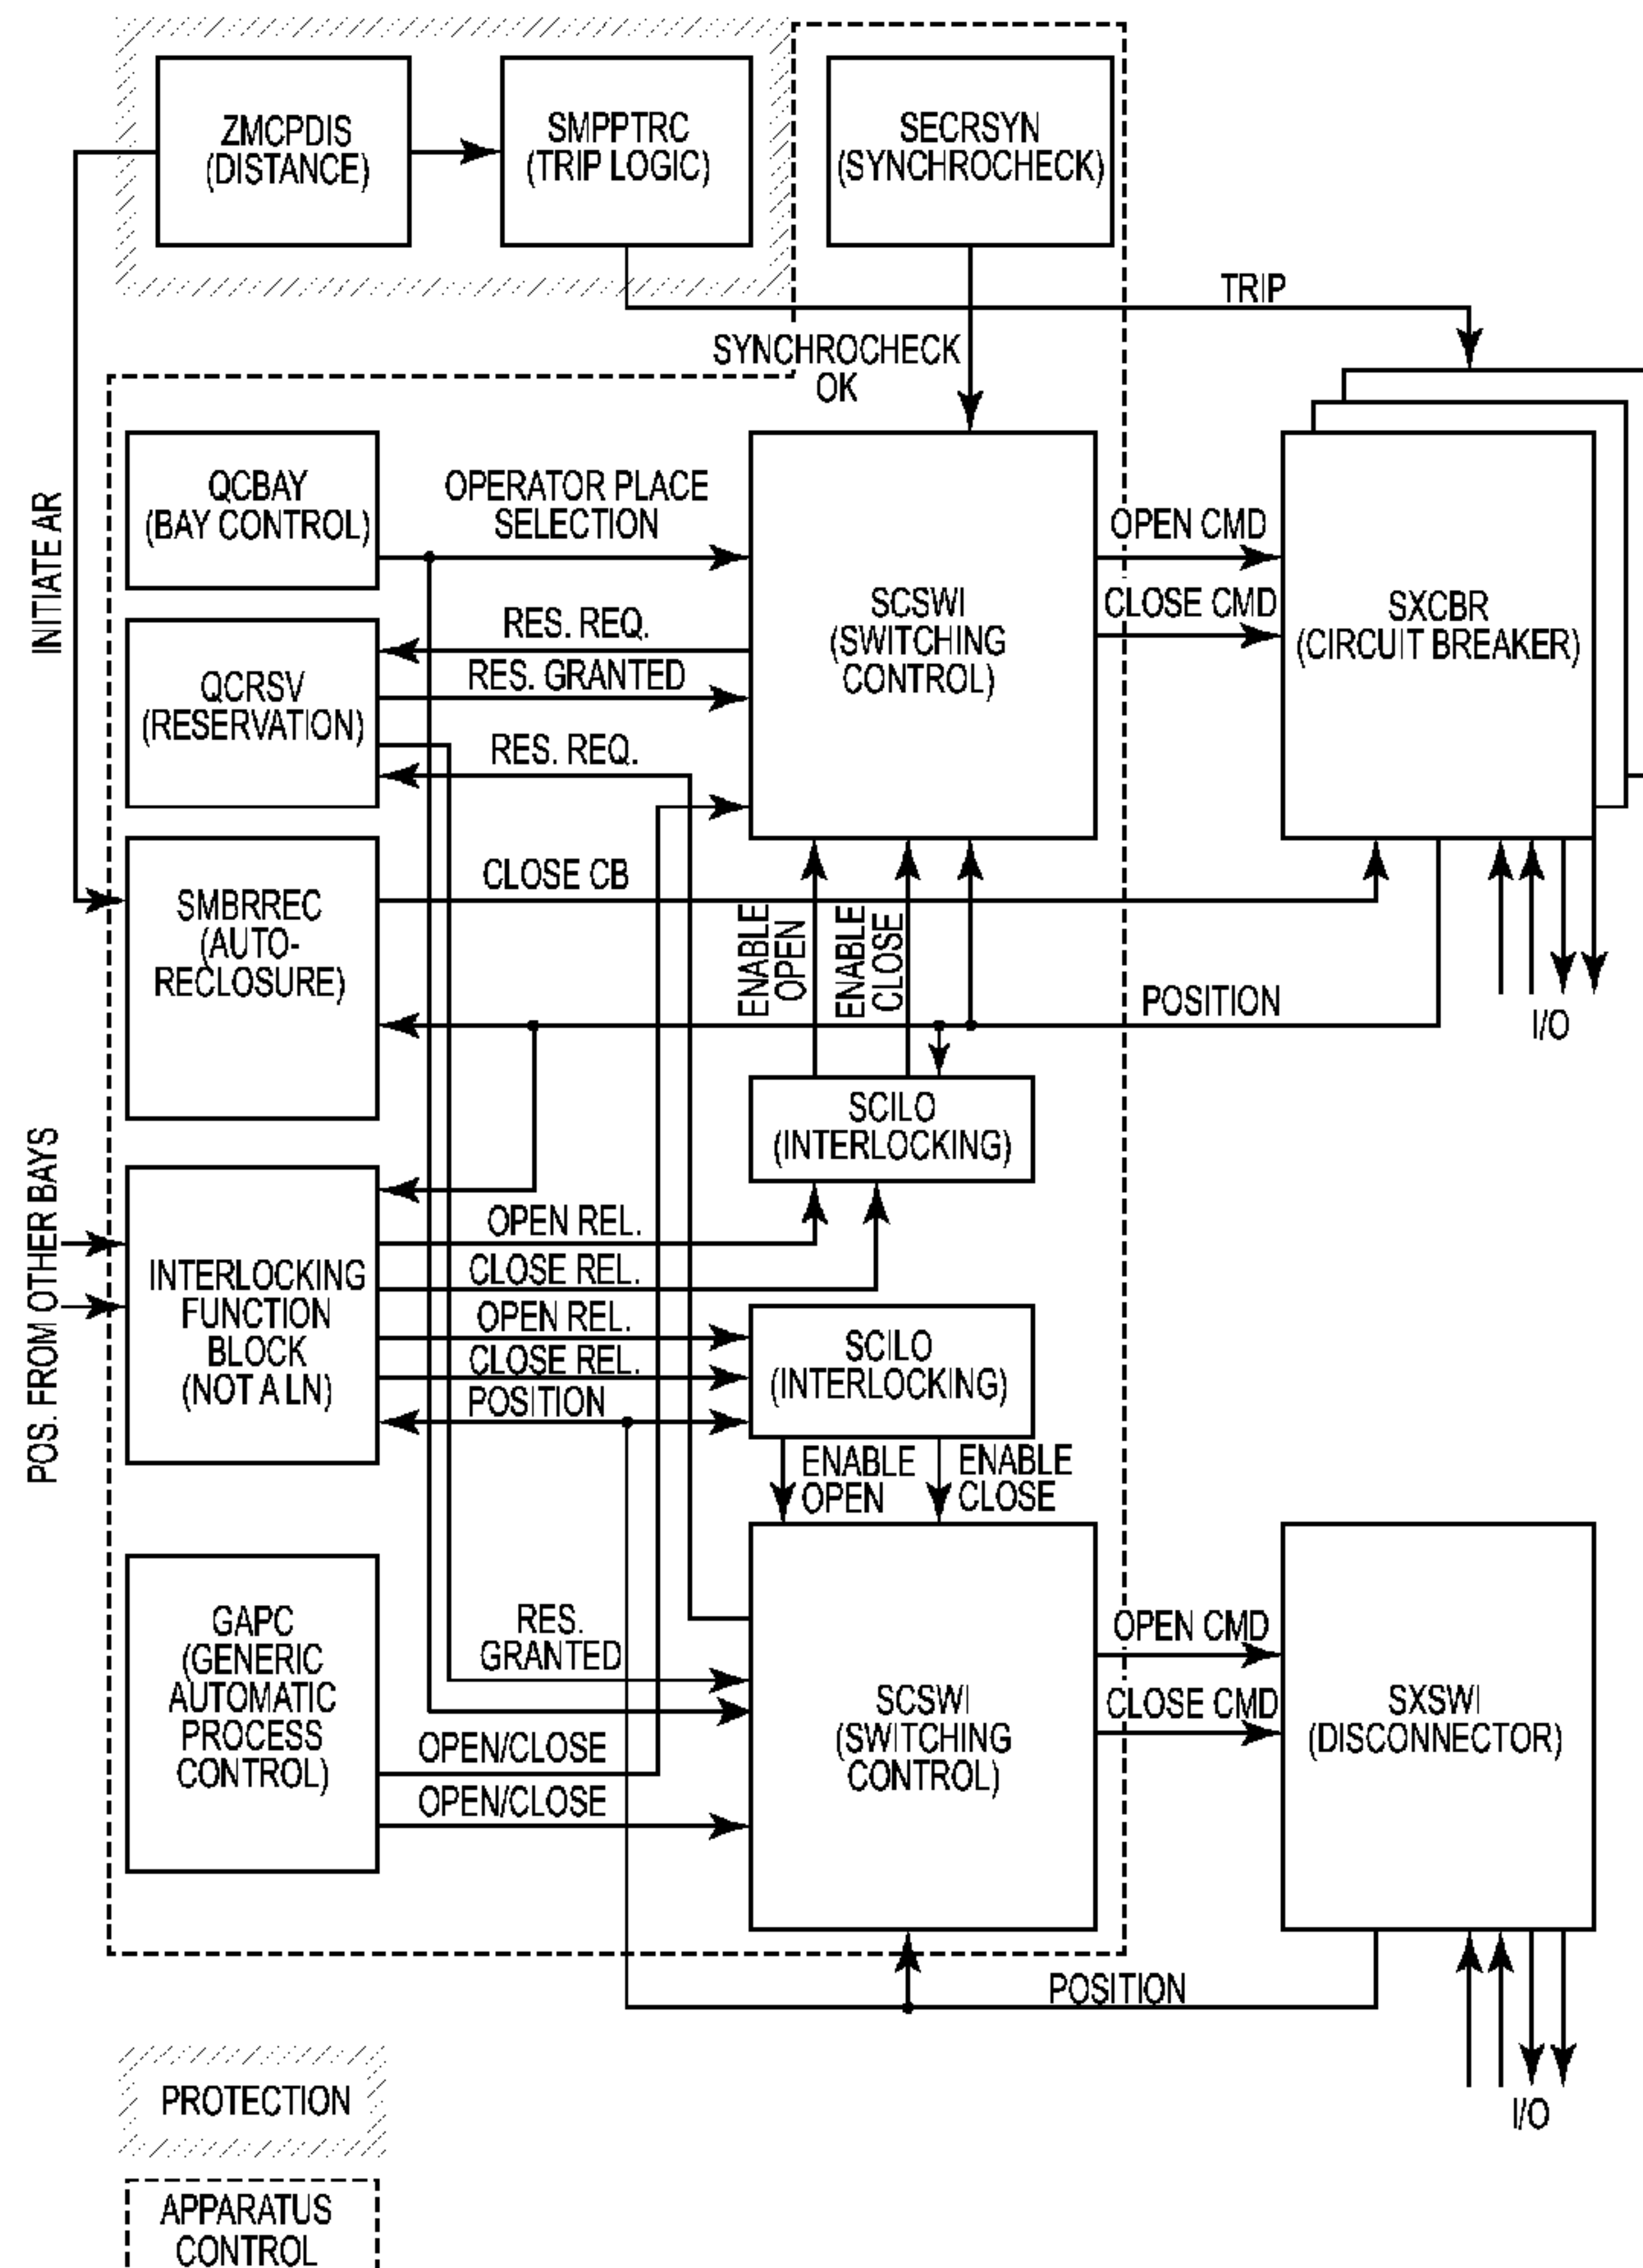 ZMCPDIS
(DISTANCE)
SMPPTRC
(TRIP LOGIC)
SECRSYN
(SYNCHROCHECK)
TRIP
SYNCHROCHECK
OK
INITIATE AR
QCBAY
(BAY CONTROL)
OPERATOR PLACE
SELECTION
SCSWI
(SWITCHING
CONTROL)
OPEN CMD
CLOSE CMD
SXCBR
(CIRCUIT BREAKER)
RES. REQ.
RES. GRANTED
QCRSV
(RESERVATION)
RES. REQ.
SMBRREC
(AUTO-
RECLOSURE)
CLOSE CB
ENABLE
OPEN
ENABLE
CLOSE
POSITION
I/O
SCILO
(INTERLOCKING)
POS. FROM OTHER BAYS
INTERLOCKING
FUNCTION
BLOCK
(NOT A LN)
OPEN REL.
CLOSE REL.
OPEN REL.
CLOSE REL.
POSITION
SCILO
(INTERLOCKING)
ENABLE
OPEN
ENABLE
CLOSE
GAPC
(GENERIC
AUTOMATIC
PROCESS
CONTROL)
RES.
GRANTED
OPEN/CLOSE
OPEN/CLOSE
SCSWI
(SWITCHING
CONTROL)
OPEN CMD
CLOSE CMD
SXSWI
(DISCONNECTOR)
POSITION
I/O
PROTECTION
APPARATUS
CONTROL